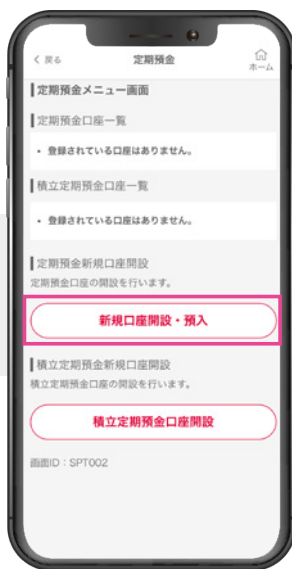 戻る 定期預金 ホーム
定期預金メニュー画面
定期預金口座一覧
・ 登録されている口座はありません。
積立定期預金口座一覧
・ 登録されている口座はありません。
定期預金新規口座開設
定期預金口座の開設を行います。
新規口座開設・預入
積立定期預金新規口座開設
積立定期預金口座の開設を行います。
積立定期預金口座開設
画面ID：SPT002